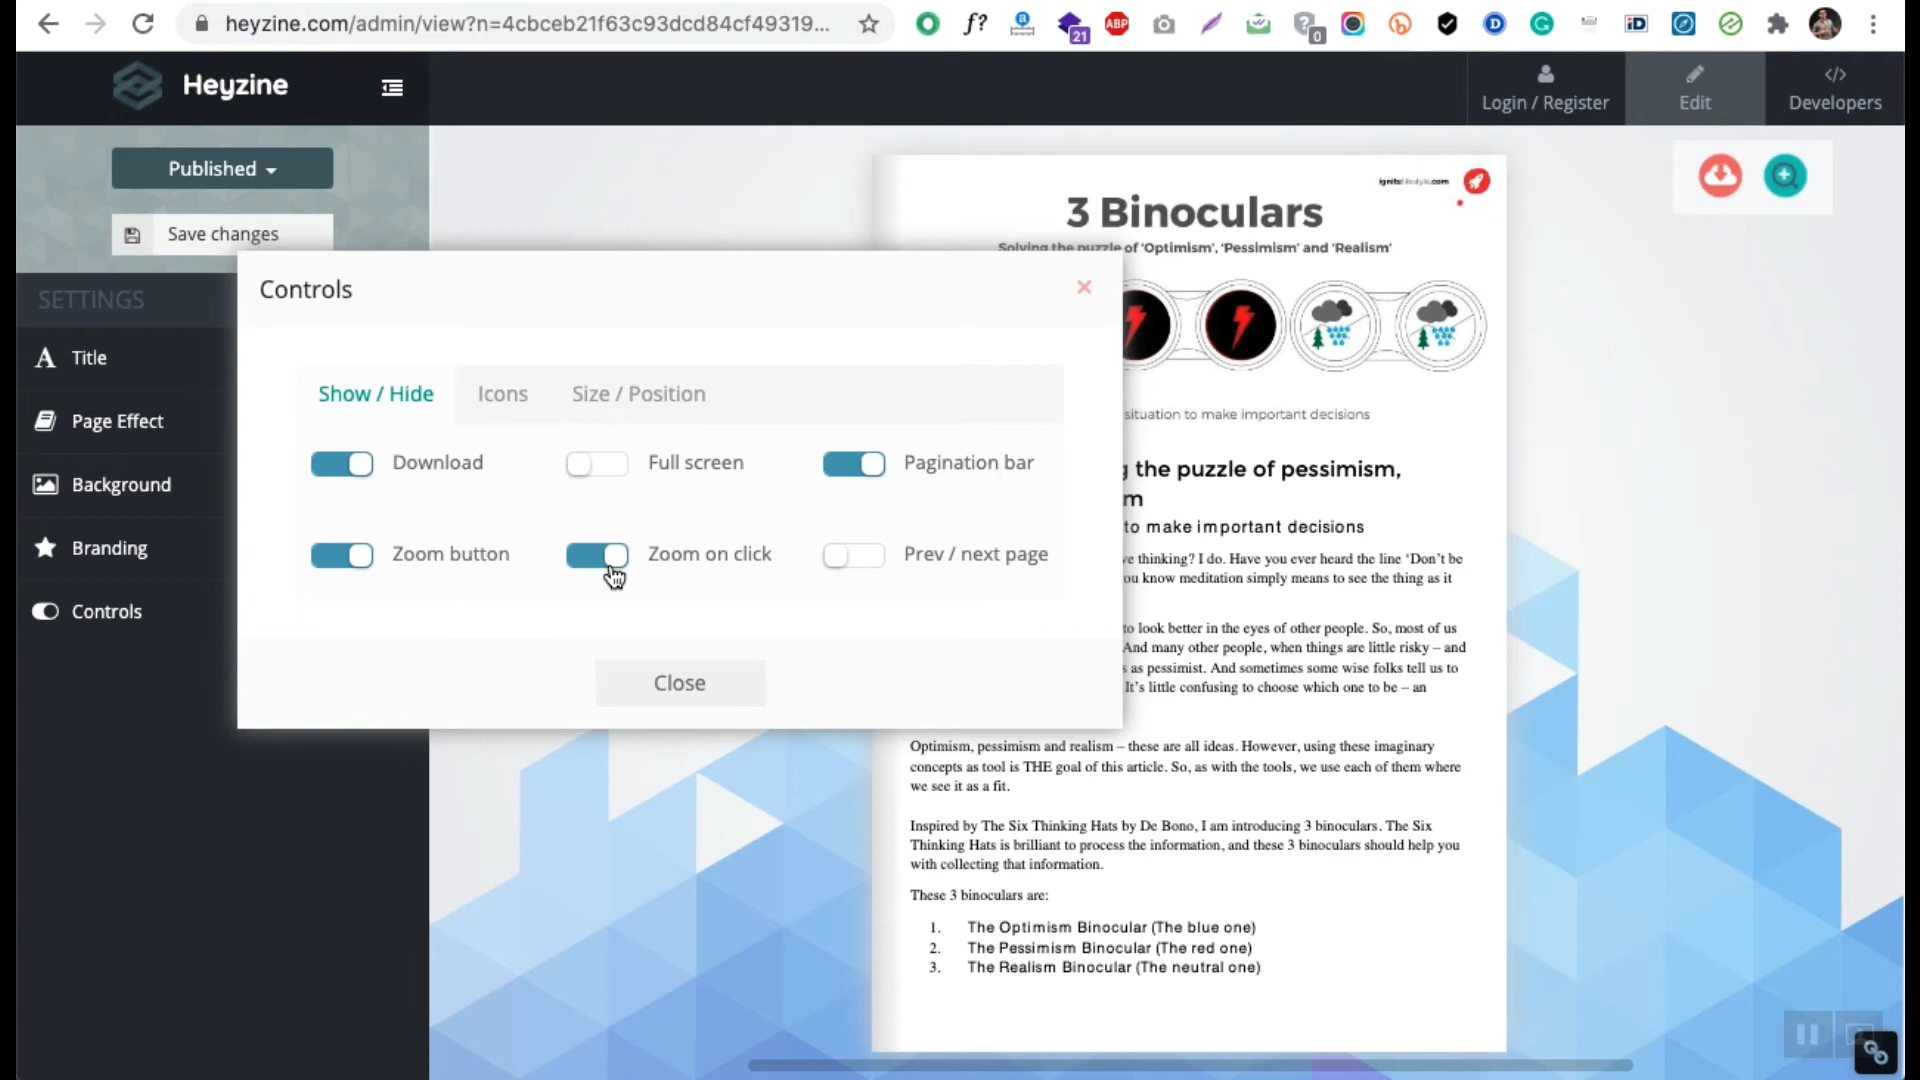 heyzine.com/admin/view?n=4cbceb21f63c93dcd84cf49319...
f?
a
21
ABP
0
b
D
G
iD
Heyzine
Login / Register
Edit
</>
Developers
Published
Save changes
SETTINGS
A Title
Page Effect
Background
Branding
Controls
Controls
×
Show / Hide
Icons
Size / Position
Download
Full screen
Pagination bar
Zoom button
Zoom on click
Prev / next page
Close
ignitelifestyle.com
3 Binoculars
Solving the puzzle of 'Optimism', 'Pessimism' and 'Realism'
situation to make important decisions
the puzzle of pessimism,
m
to make important decisions
ve thinking? I do. Have you ever heard the line ‘Don’t be
ou know meditation simply means to see the thing as it
to look better in the eyes of other people. So, most of us
And many other people, when things are little risky – and
s as pessimist. And sometimes some wise folks tell us to
It’s little confusing to choose which one to be – an
Optimism, pessimism and realism – these are all ideas. However, using these imaginary
concepts as tool is THE goal of this article. So, as with the tools, we use each of them where
we see it as a fit.
Inspired by The Six Thinking Hats by De Bono, I am introducing 3 binoculars. The Six
Thinking Hats is brilliant to process the information, and these 3 binoculars should help you
with collecting that information.
These 3 binoculars are:
1. The Optimism Binocular (The blue one)
2. The Pessimism Binocular (The red one)
3. The Realism Binocular (The neutral one)